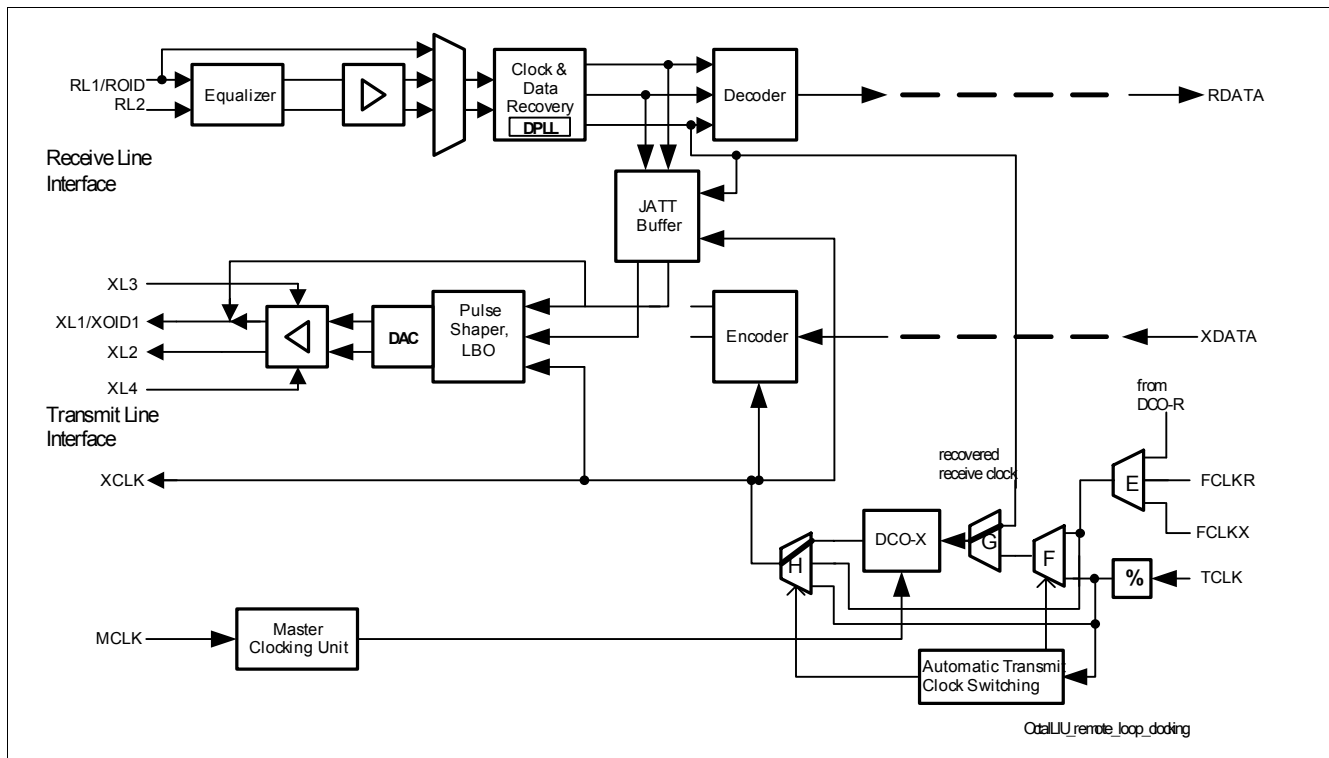 RL1/ROID
RL2
Equalizer
Clock &
Data
Recovery
DPLL
Decoder
RDATA
Receive Line
Interface
JATT
Buffer
XL3
XL1/XOID1
XL2
XL4
DAC
Pulse
Shaper,
LBO
Encoder
XDATA
Transmit Line
Interface
from
DCO-R
XCLK
recovered
receive clock
E
FCLKR
FCLKX
H
DCO-X
G
F
%
TCLK
MCLK
Master
Clocking Unit
Automatic Transmit
Clock Switching
OctalLIU_remote_loop_clocking